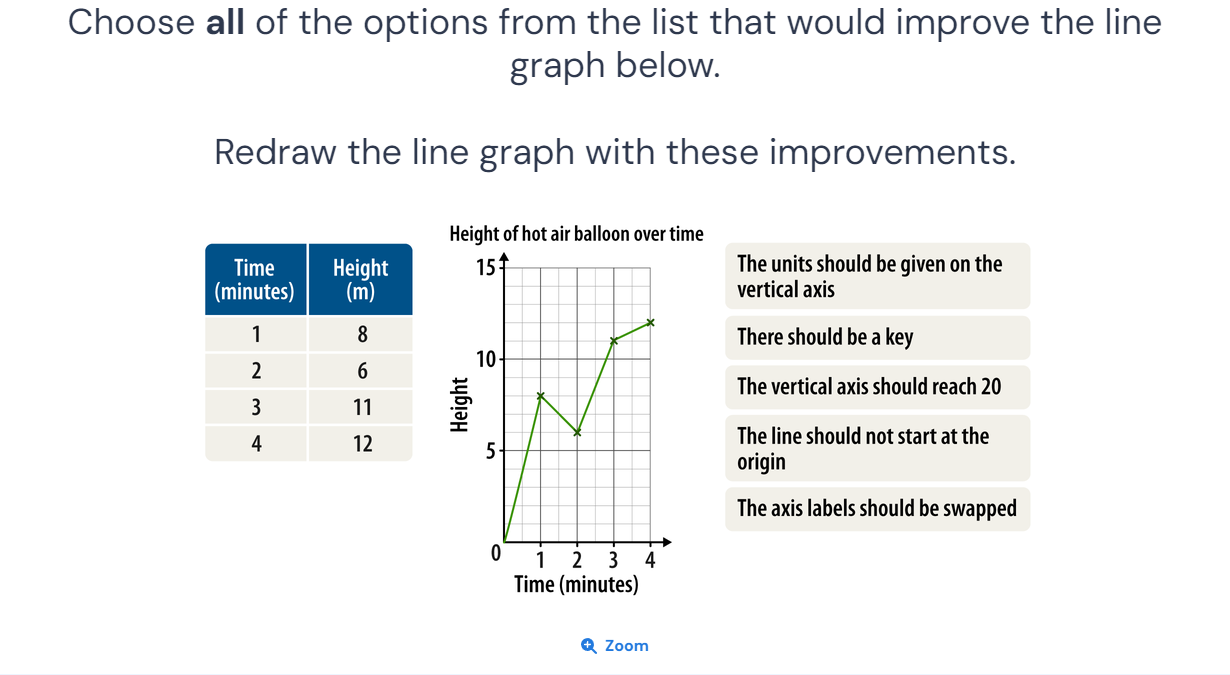 Choose all of the options from the list that would improve the line
graph below.
Redraw the line graph with these improvements.
Time
(minutes)
Height
(m)
1
8
2
6
3
11
4
12
Height of hot air balloon over time
15
10
5
0
Height
1
2
3
4
Time (minutes)
The units should be given on the
vertical axis
There should be a key
The vertical axis should reach 20
The line should not start at the
origin
The axis labels should be swapped
Zoom